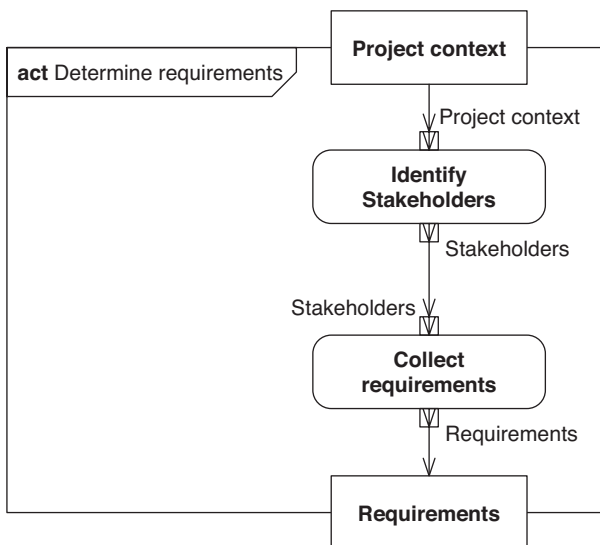 Project context
act Determine requirements
Project context
Identify
Stakeholders
Stakeholders
Stakeholders
Collect
requirements
Requirements
Requirements